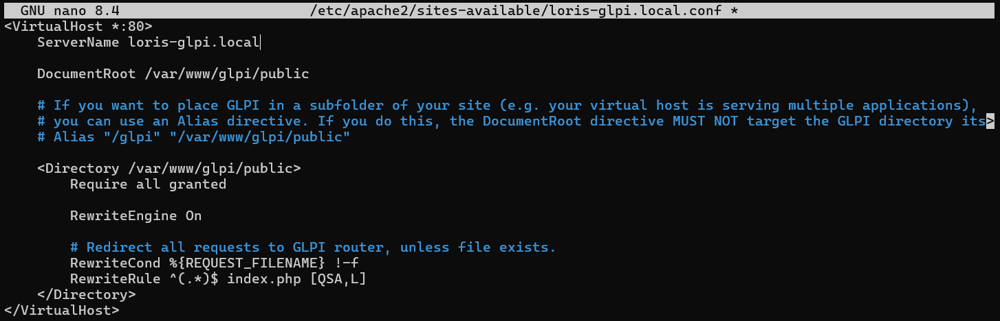 GNU nano 8.4 /etc/apache2/sites-available/loris-glpi.local.conf *
<VirtualHost *:80>
    ServerName loris-glpi.local

    DocumentRoot /var/www/glpi/public

    # If you want to place GLPI in a subfolder of your site (e.g. your virtual host is serving multiple applications),
    # you can use an Alias directive. If you do this, the DocumentRoot directive MUST NOT target the GLPI directory its>
    # Alias "/glpi" "/var/www/glpi/public"

    <Directory /var/www/glpi/public>
        Require all granted

        RewriteEngine On

        # Redirect all requests to GLPI router, unless file exists.
        RewriteCond %{REQUEST_FILENAME} !-f
        RewriteRule ^(.*)$ index.php [QSA,L]
    </Directory>
</VirtualHost>